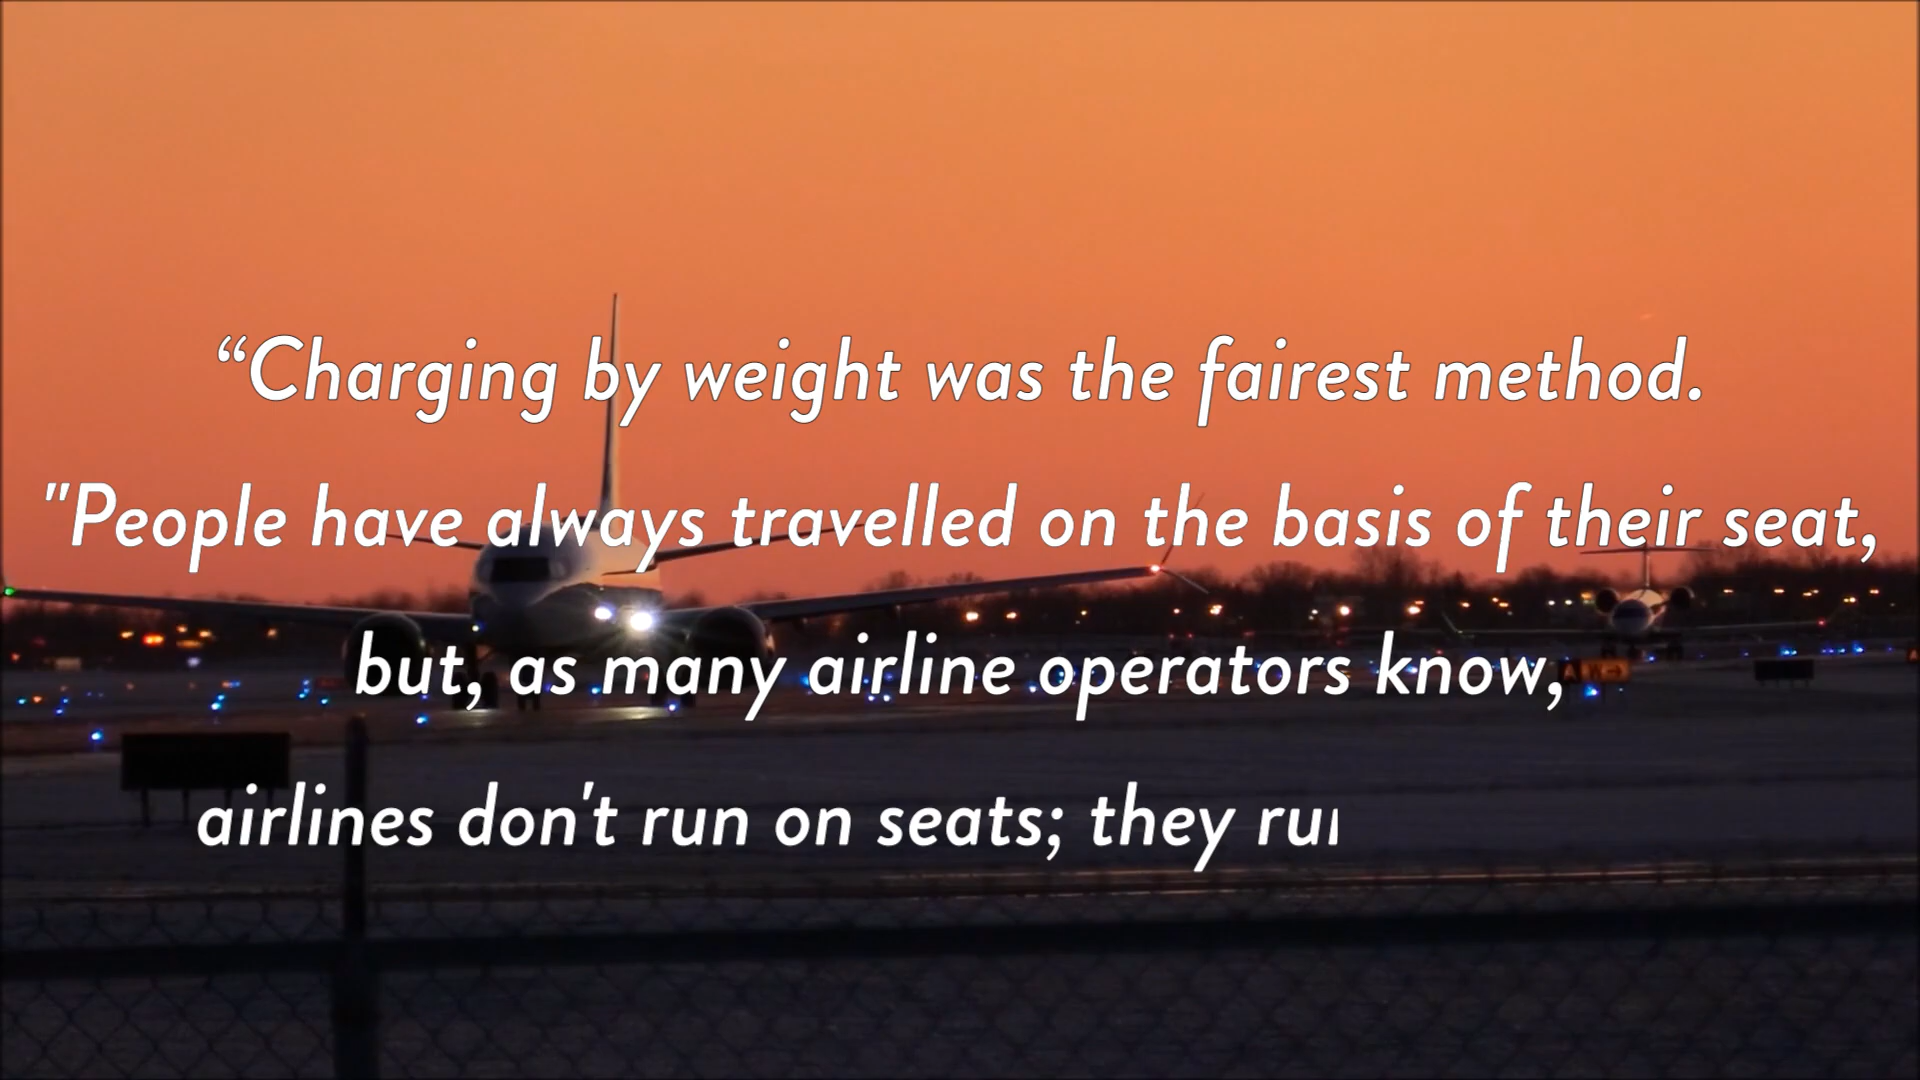 “Charging by weight was the fairest method.
"People have always travelled on the basis of their seat,
but, as many airline operators know,
airlines don't run on seats; they